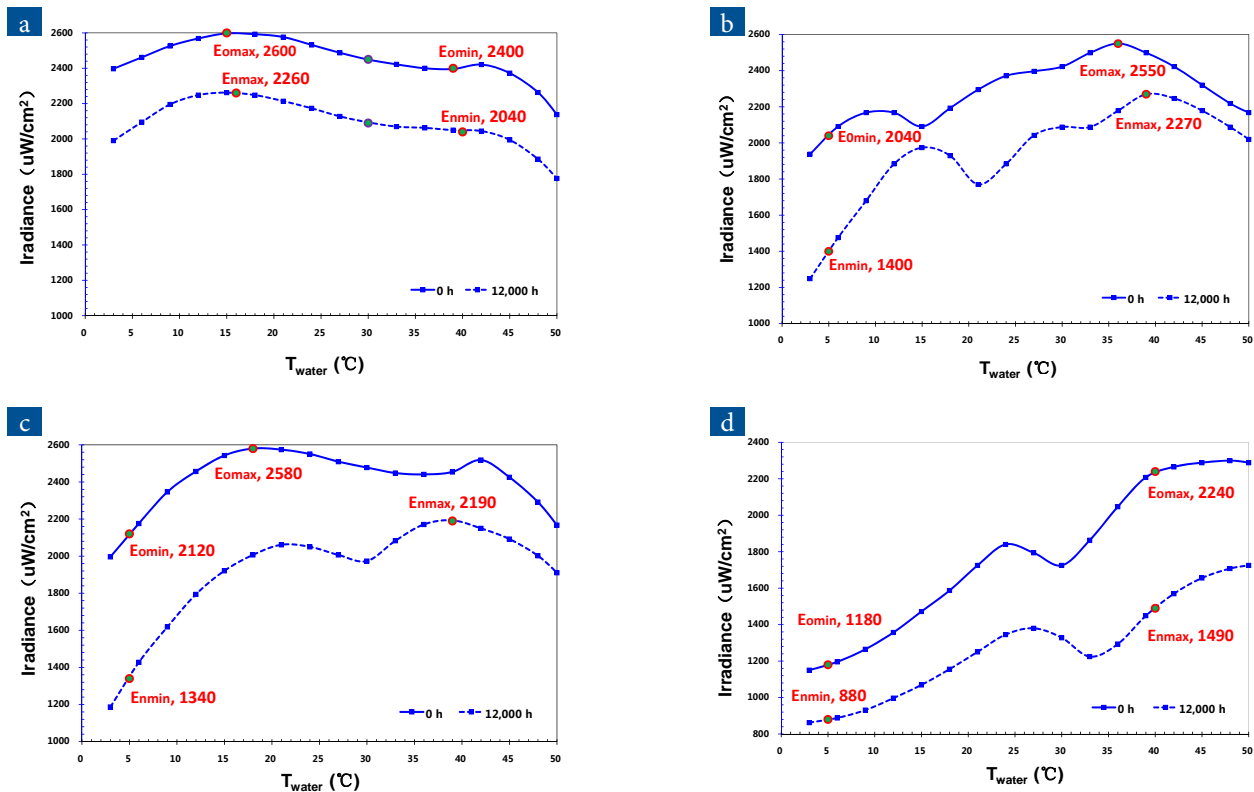 a
Iradiance（uW/cm2）
2600
2400
2200
2000
1800
1600
1400
1200
1000
Eomax, 2600
Eomin, 2400
Enmax, 2260
Enmin, 2040
0 h
12,000 h
0 5 10 15 20 25 30 35 40 45 50
Twater (℃)
b
Iradiance（uW/cm2）
2600
2400
2200
2000
1800
1600
1400
1200
1000
Eomax, 2550
Enmax, 2270
E0min, 2040
Enmin, 1400
0 h
12,000 h
0 5 10 15 20 25 30 35 40 45 50
Twater (℃)
c
Iradiance（uW/cm2）
2600
2400
2200
2000
1800
1600
1400
1200
1000
Eomax, 2580
Enmax, 2190
Eomin, 2120
Enmin, 1340
0 h
12,000 h
0 5 10 15 20 25 30 35 40 45 50
Twater (℃)
d
Irradiance（uW/cm2）
2400
2200
2000
1800
1600
1400
1200
1000
800
Eomax, 2240
Eomin, 1180
Enmax, 1490
Enmin, 880
0 h
12,000 h
0 5 10 15 20 25 30 35 40 45 50
Twater (℃)